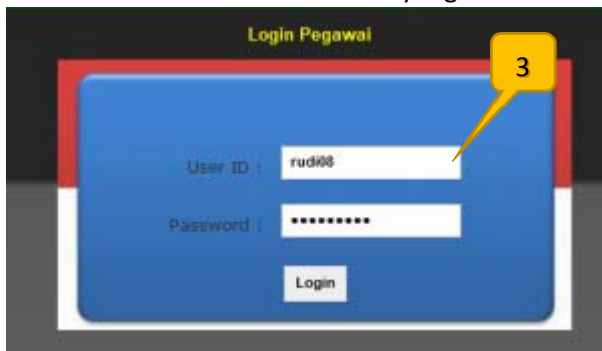 Login Pegawai
3
User ID : rudi08
Password : •••••••••
Login